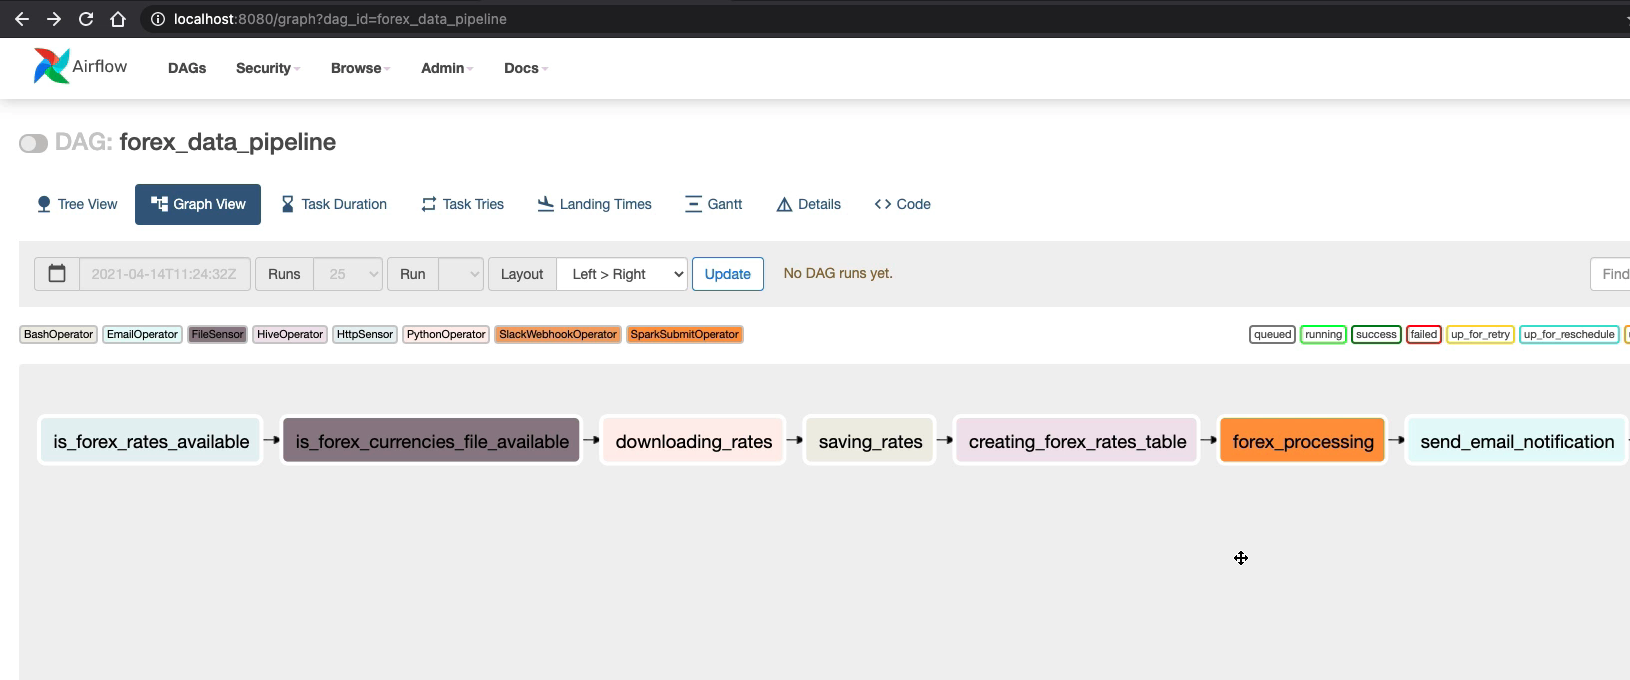 localhost:8080/graph?dag_id=forex_data_pipeline
Airflow DAGs Security Browse Admin Docs
DAG: forex_data_pipeline
Tree View Graph View Task Duration Task Tries Landing Times Gantt Details <> Code
2021-04-14T11:24:32Z Runs 25 Run Layout Left > Right Update No DAG runs yet. Find
BashOperator EmailOperator FileSensor HiveOperator HttpSensor PythonOperator SlackWebhookOperator SparkSubmitOperator queued running success failed up_for_retry up_for_reschedule
is_forex_rates_available is_forex_currencies_file_available downloading_rates saving_rates creating_forex_rates_table forex_processing send_email_notification